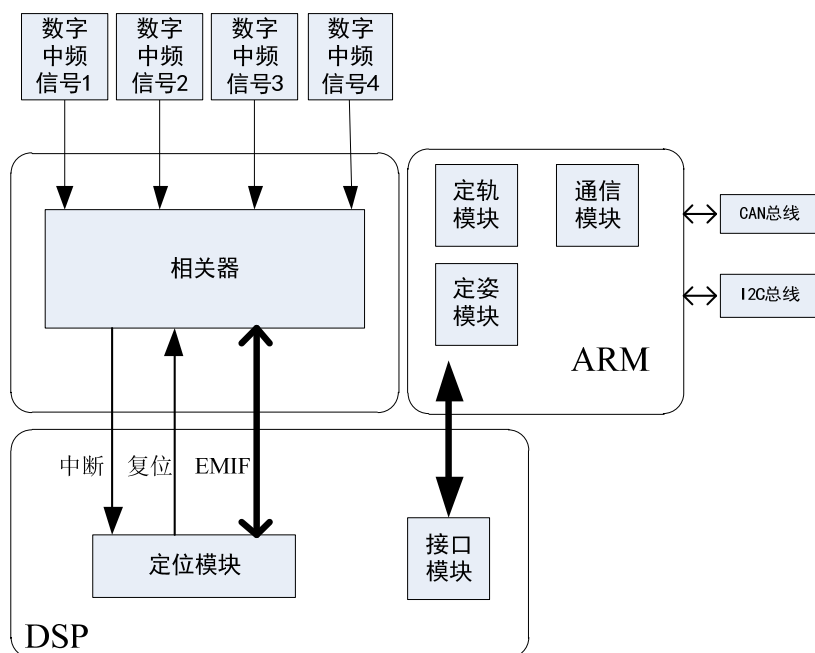 数字
中频
信号1
数字
中频
信号2
数字
中频
信号3
数字
中频
信号4
相关器
定轨
模块
通信
模块
定姿
模块
ARM
CAN总线
I2C总线
中断
复位
EMIF
定位模块
接口
模块
DSP